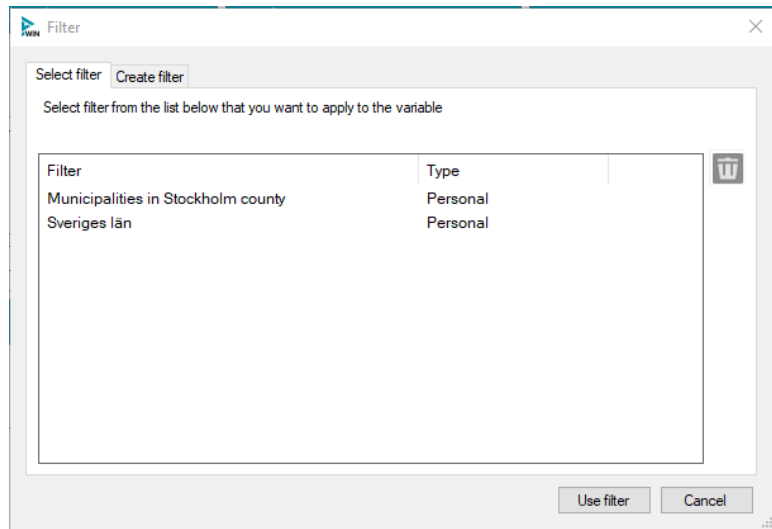 WIN Filter
Select filter Create filter
Select filter from the list below that you want to apply to the variable
Filter Type
Municipalities in Stockholm county Personal
Sveriges län Personal
Use filter Cancel